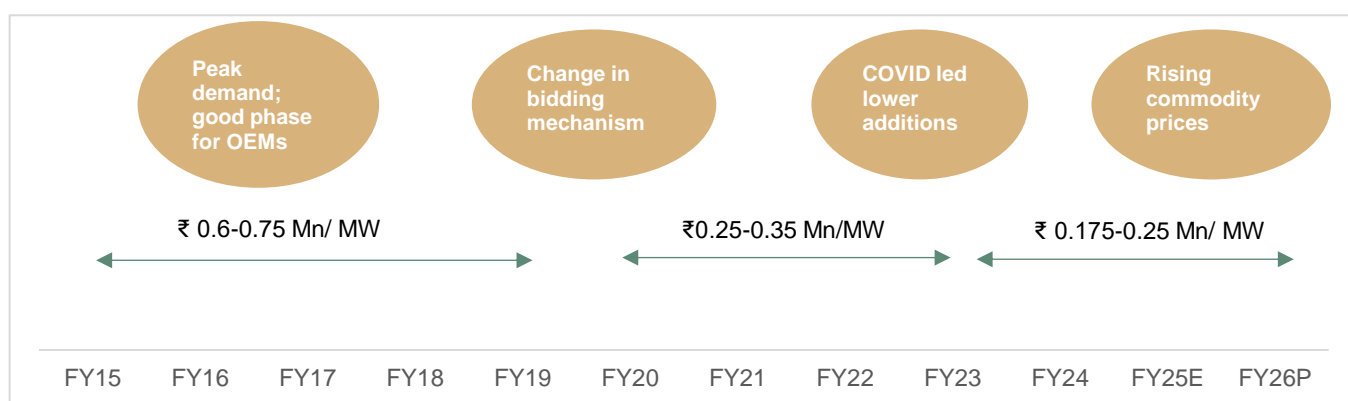 Peak
demand;
good phase
for OEMs
Change in
bidding
mechanism
COVID led
lower
additions
Rising
commodity
prices
₹ 0.6-0.75 Mn/ MW
₹0.25-0.35 Mn/MW
₹ 0.175-0.25 Mn/ MW
FY15 FY16 FY17 FY18 FY19 FY20 FY21 FY22 FY23 FY24 FY25E FY26P